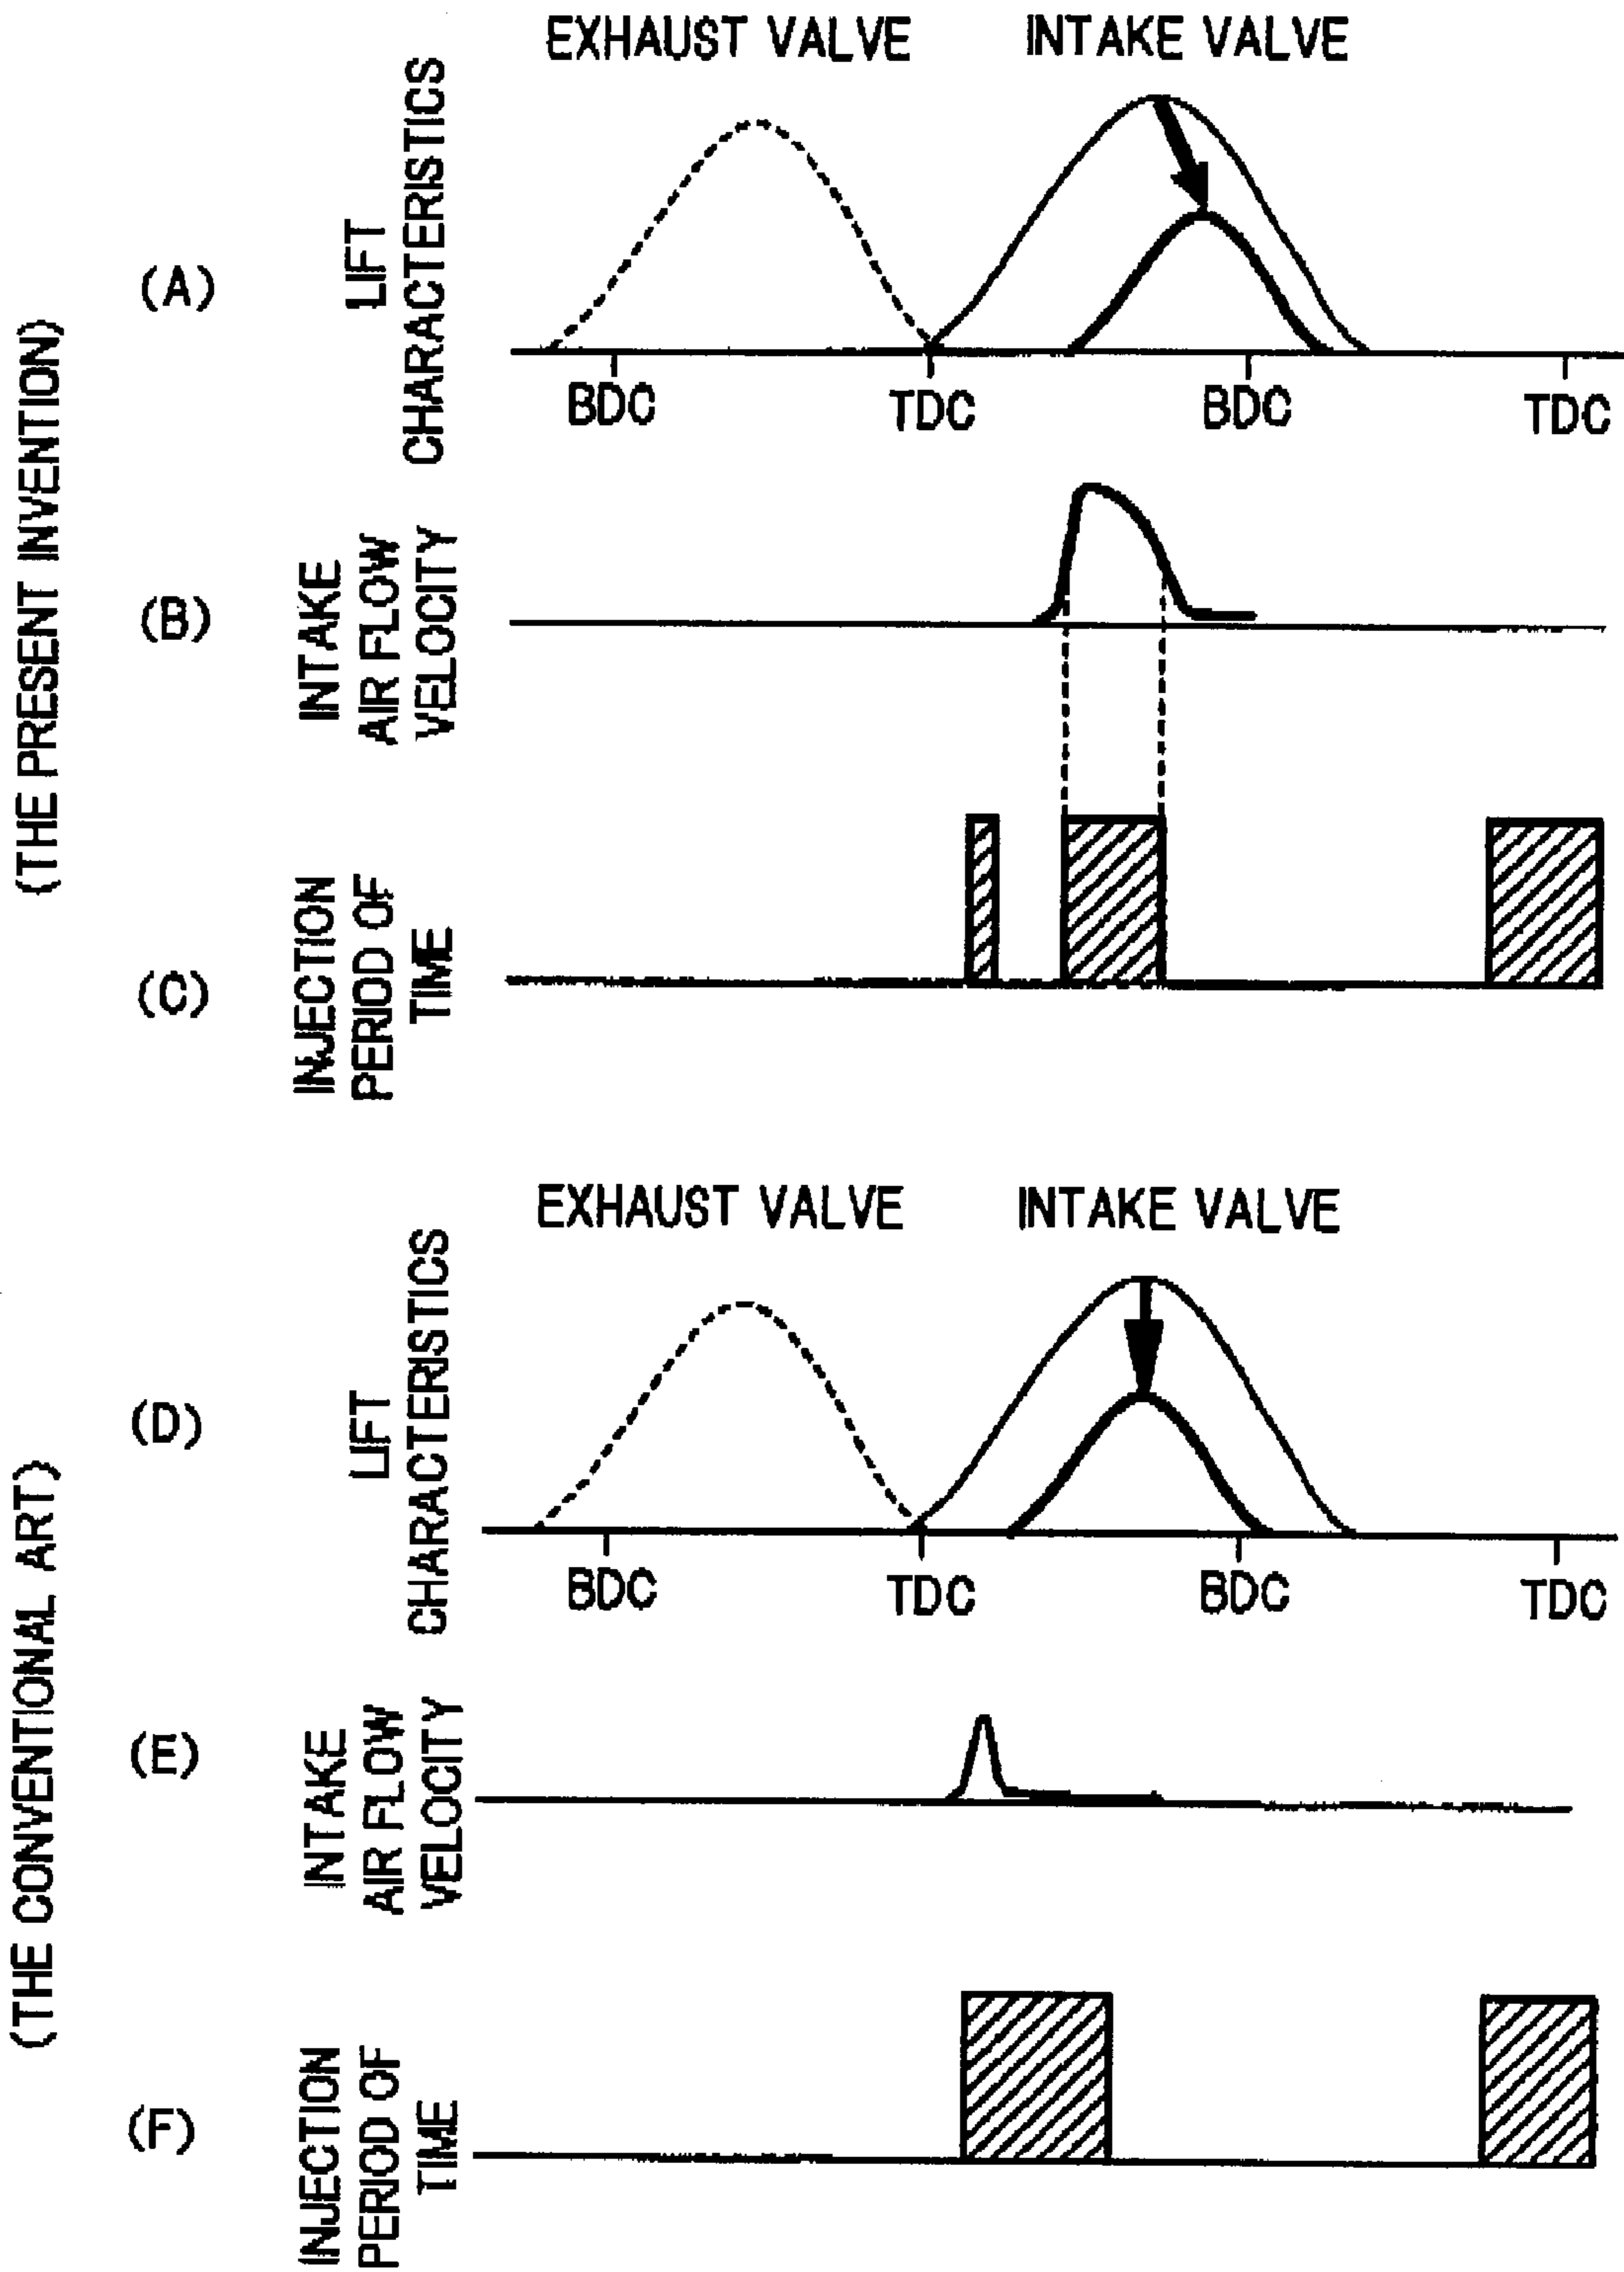 (THE PRESENT INVENTION)
EXHAUST VALVE
INTAKE VALVE
(A)
LIFT
CHARACTERISTICS
BDC
TDC
BDC
TDC
(B)
INTAKE
AIR FLOW
VELOCITY
(C)
INJECTION
PERIOD OF
TIME
(THE CONVENTIONAL ART)
EXHAUST VALVE
INTAKE VALVE
(D)
LIFT
CHARACTERISTICS
BDC
TDC
BDC
TDC
(E)
INTAKE
AIR FLOW
VELOCITY
(F)
INJECTION
PERIOD OF
TIME